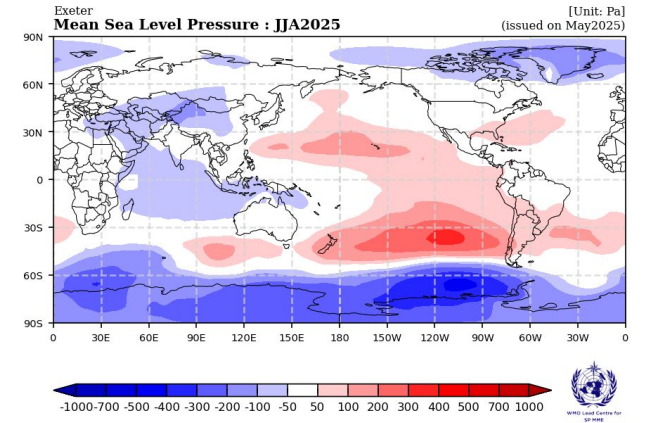 Exeter
[Unit: Pa]
Mean Sea Level Pressure : JJA2025
(issued on May2025)
90N
60N
30N
0
30S
60S
90S
0 30E 60E 90E 120E 150E 180 150W 120W 90W 60W 30W 0
-1000 -700 -500 -400 -300 -200 -100 -50 50 100 200 300 400 500 700 1000
WMO Lead Centre for
SP MME